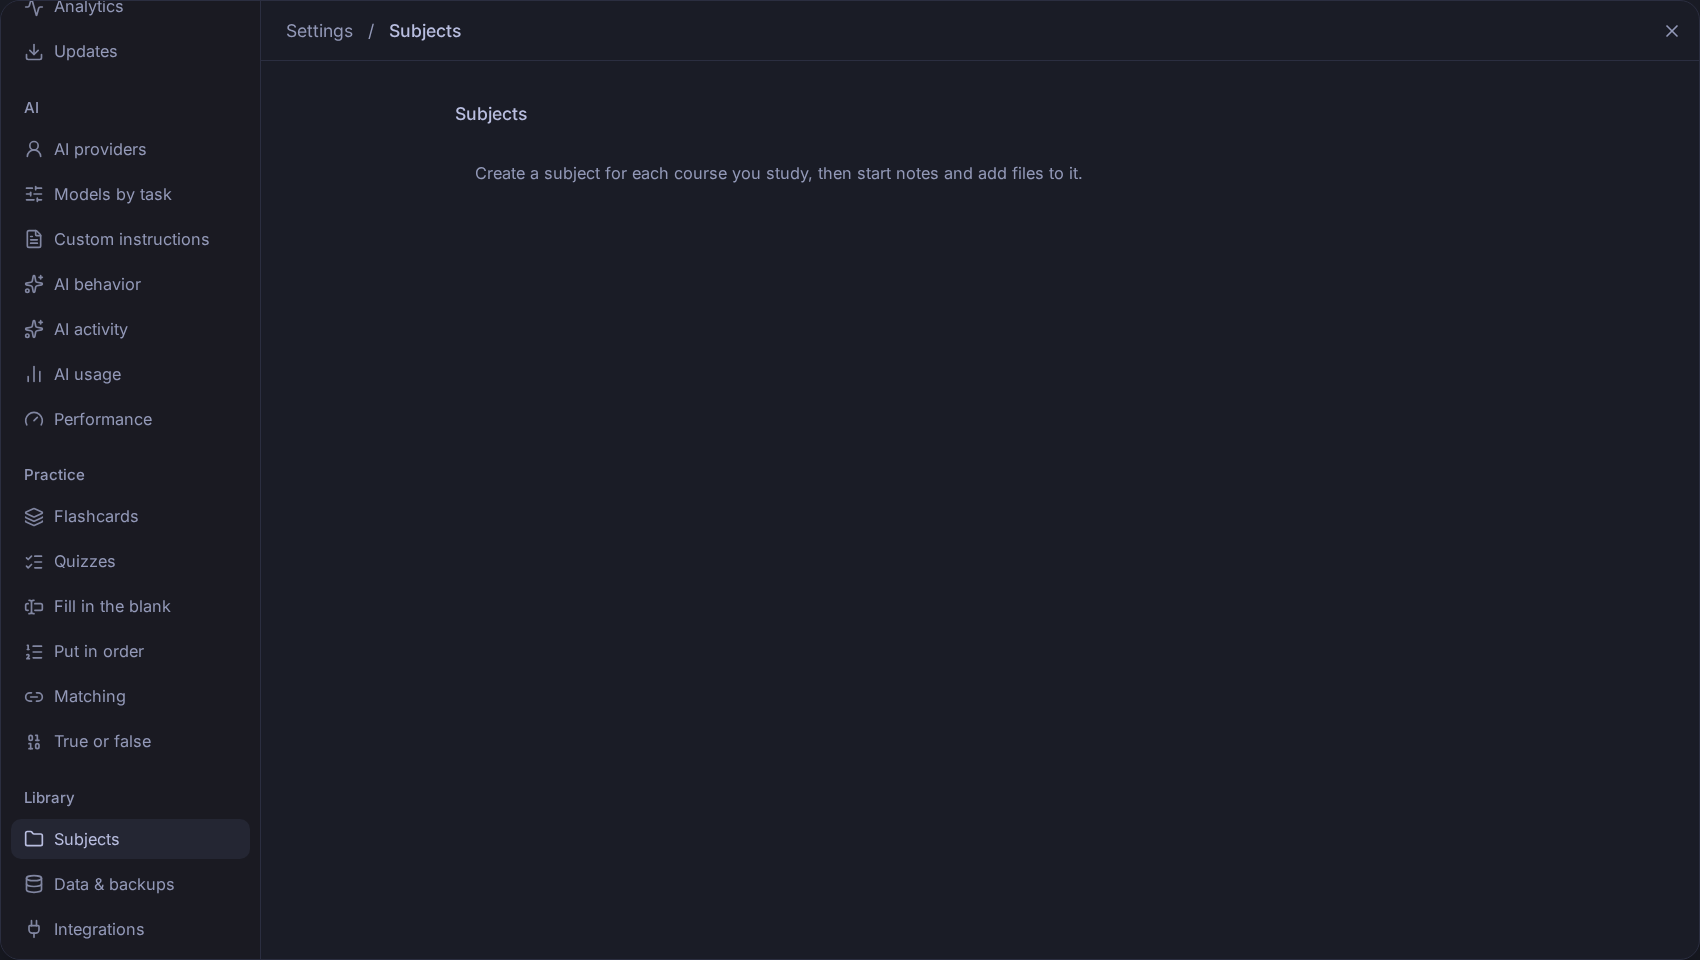 Analytics
Updates
AI
AI providers
Models by task
Custom instructions
AI behavior
AI activity
AI usage
Performance
Practice
Flashcards
Quizzes
Fill in the blank
Put in order
Matching
True or false
Library
Subjects
Data & backups
Integrations
Settings / Subjects
Subjects
Create a subject for each course you study, then start notes and add files to it.